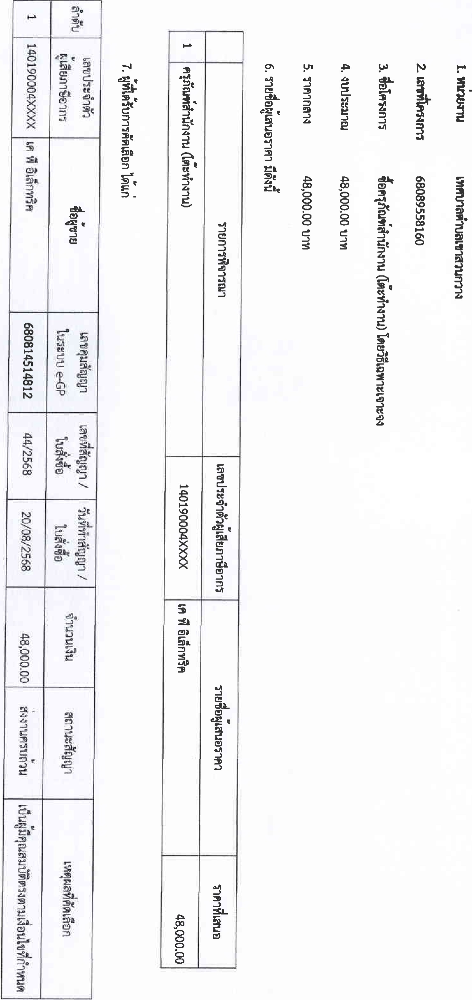 1. หน่วยงาน เทศบาลตำบลเขาสวนกวาง
2. เลขที่โครงการ 68089558160
3. ชื่อโครงการ ซื้อครุภัณฑ์สำนักงาน (โต๊ะทำงาน) โดยวิธีเฉพาะเจาะจง
4. งบประมาณ 48,000.00 บาท
5. ราคากลาง 48,000.00 บาท
6. รายชื่อผู้เสนอราคา มีดังนี้
รายการพิจารณา เลขประจำตัวผู้เสียภาษีอากร รายชื่อผู้เสนอราคา ราคาที่เสนอ
1 ครุภัณฑ์สำนักงาน (โต๊ะทำงาน) 140190004XXXX เค พี อิเล็กทริค 48,000.00
7. ผู้ที่ได้รับการคัดเลือก ได้แก่
ลำดับ เลขประจำตัว ชื่อผู้ขาย เลขคุมสัญญา เลขที่สัญญา / วันที่ทำสัญญา / จำนวนเงิน สถานะสัญญา เหตุผลที่คัดเลือก
ผู้เสียภาษีอากร ในระบบ e-GP ใบสั่งซื้อ ใบสั่งซื้อ
1 140190004XXXX เค พี อิเล็กทริค 680814514812 44/2568 20/08/2568 48,000.00 ส่งงานครบถ้วน เป็นผู้มีคุณสมบัติตรงตามเงื่อนไขที่กำหนด